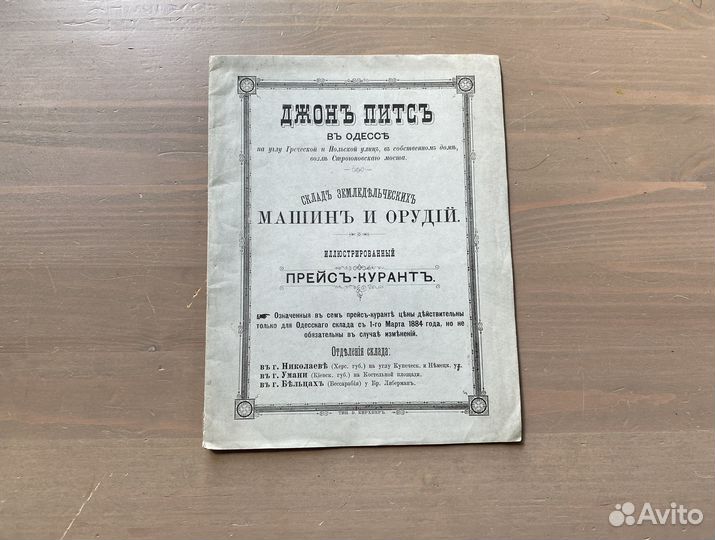 ДЖОНЪ ПИТСЪ
ВЪ ОДЕССѢ
на углу Греческой и Польской улицъ, въ собственномъ домѣ,
возлѣ Строгоновскаго моста.
СКЛАДЪ ЗЕМЛЕДѢЛЬЧЕСКИХЪ
МАШИНЪ И ОРУДІЙ.
ИЛЛЮСТРИРОВАННЫЙ
ПРЕЙСЪ-КУРАНТЪ.
☛ Означенныя въ семъ прейсъ-курантѣ цѣны дѣйствительны
только для Одесскаго склада съ 1-го Марта 1884 года, но не
обязательны въ случаѣ измѣненій.
Отдѣленія склада:
въ г. Николаевѣ (Херс. губ.) на углу Купеческ. и Нѣмецк. ул.
въ г. Умани (Кіевск. губ.) на Костельной площади.
въ г. Бѣльцахъ (Бессарабія) у Бр. Либерманъ.
ТИП. В. КИРХНЕР.
Avito